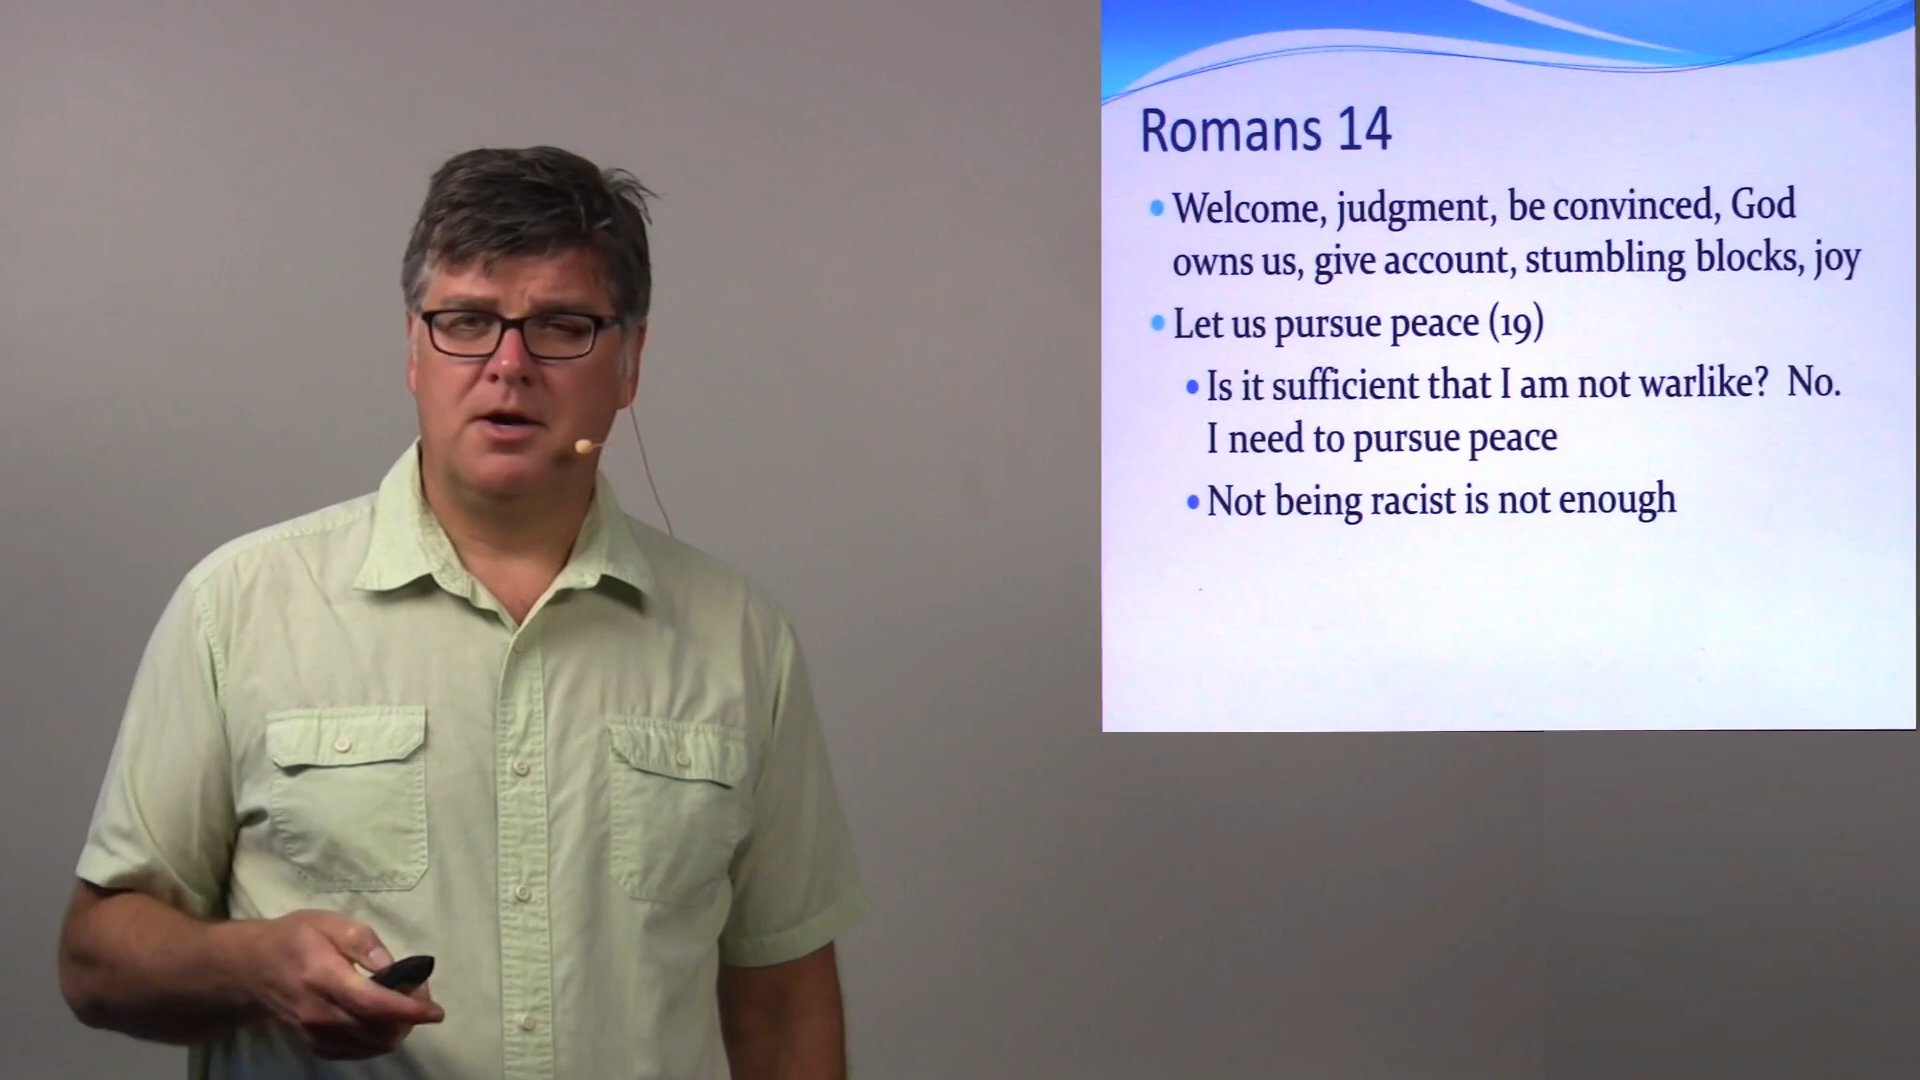 Romans 14
• Welcome, judgment, be convinced, God
owns us, give account, stumbling blocks, joy
• Let us pursue peace (19)
• Is it sufficient that I am not warlike?  No.
I need to pursue peace
• Not being racist is not enough